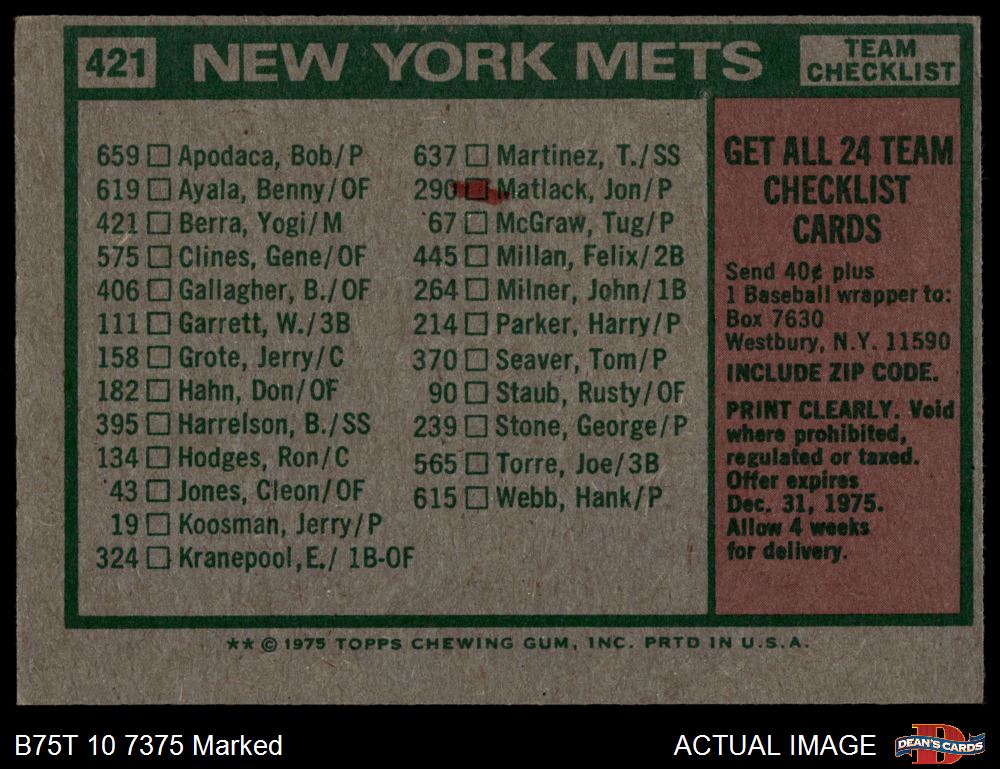 421 NEW YORK METS TEAM CHECKLIST
659 Apodaca, Bob/P
619 Ayala, Benny/OF
421 Berra, Yogi/M
575 Clines, Gene/OF
406 Gallagher, B./OF
111 Garrett, W./3B
158 Grote, Jerry/C
182 Hahn, Don/OF
395 Harrelson, B./SS
134 Hodges, Ron/C
43 Jones, Cleon/OF
19 Koosman, Jerry/P
324 Kranepool,E./ 1B-OF
637 Martinez, T./SS
290 Matlack, Jon/P
67 McGraw, Tug/P
445 Millan, Felix/2B
264 Milner, John/1B
214 Parker, Harry/P
370 Seaver, Tom/P
90 Staub, Rusty/OF
239 Stone, George/P
565 Torre, Joe/3B
615 Webb, Hank/P
GET ALL 24 TEAM
CHECKLIST
CARDS
Send 40¢ plus
1 Baseball wrapper to:
Box 7630
Westbury, N.Y. 11590
INCLUDE ZIP CODE.
PRINT CLEARLY. Void
where prohibited,
regulated or taxed.
Offer expires
Dec. 31, 1975.
Allow 4 weeks
for delivery.
** © 1975 TOPPS CHEWING GUM, INC. PRTD IN U.S.A.
B75T 10 7375 Marked
ACTUAL IMAGE
DEAN'S CARDS